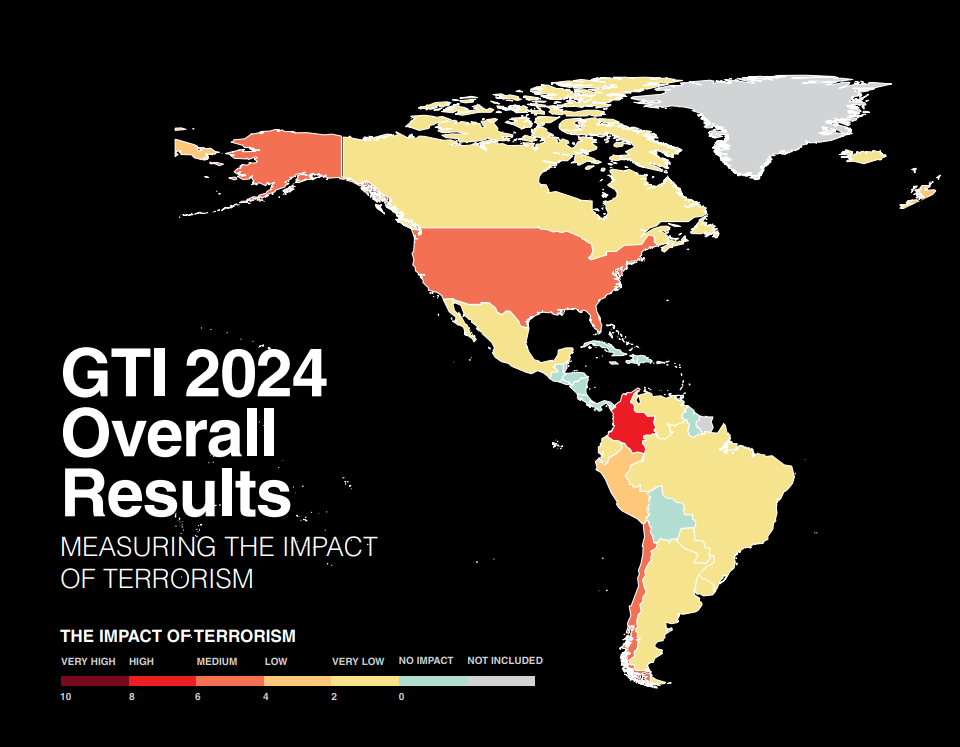 GTI 2024
Overall
Results
MEASURING THE IMPACT
OF TERRORISM
THE IMPACT OF TERRORISM
VERY HIGH HIGH MEDIUM LOW VERY LOW NO IMPACT NOT INCLUDED
10 8 6 4 2 0